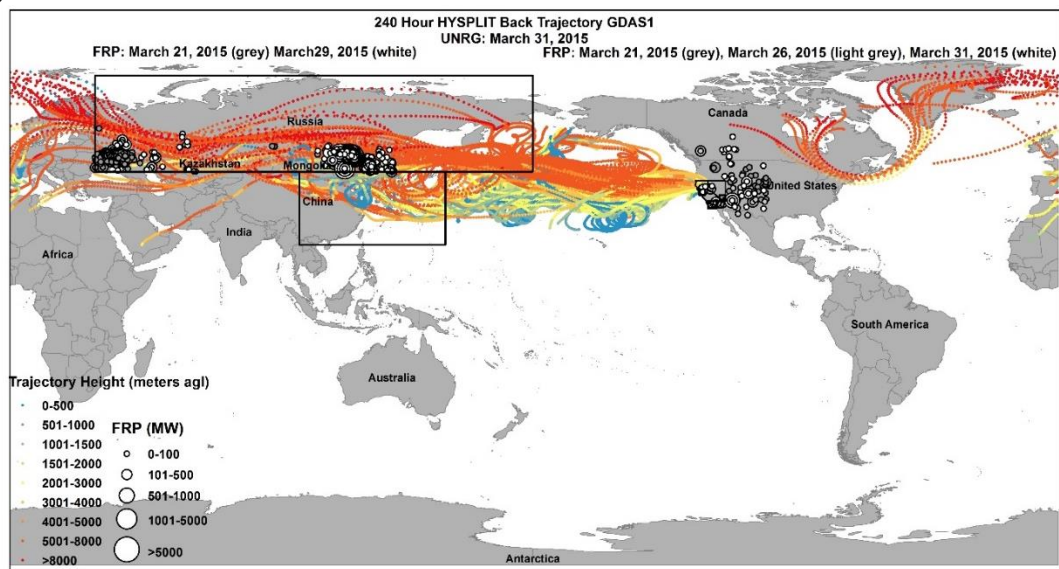 240 Hour HYSPLIT Back Trajectory GDAS1
UNRG: March 31, 2015
FRP: March 21, 2015 (grey) March29, 2015 (white)
FRP: March 21, 2015 (grey), March 26, 2015 (light grey), March 31, 2015 (white)
Canada
Russia
Kazakhstan
Mongol
United States
China
India
Africa
South America
Australia
Trajectory Height (meters agl)
0-500
501-1000
1001-1500
1501-2000
2001-3000
3001-4000
4001-5000
5001-8000
>8000
FRP (MW)
0-100
101-500
501-1000
1001-5000
>5000
Antarctica